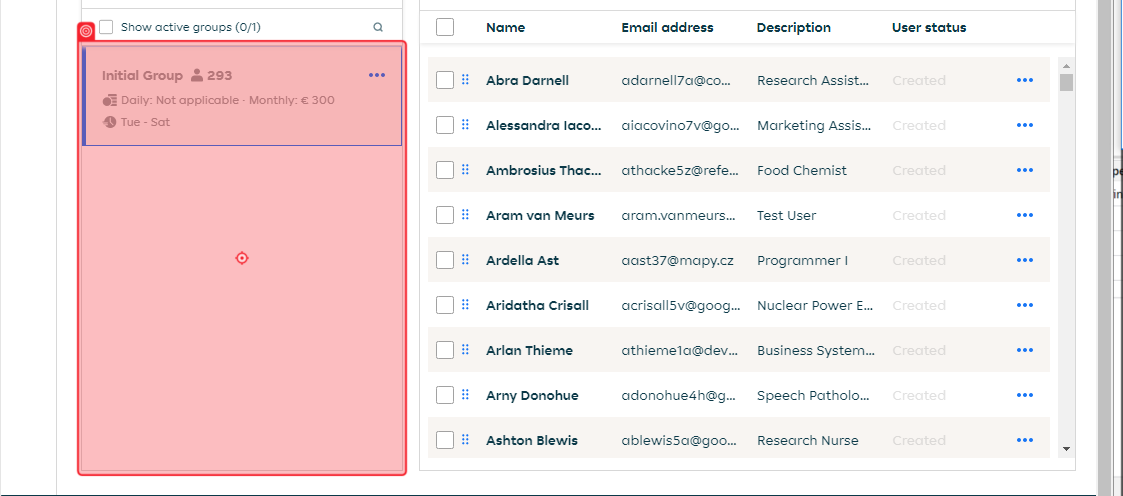 Show active groups (0/1)
Initial Group 293
Daily: Not applicable · Monthly: € 300
Tue - Sat
Name Email address Description User status
Abra Darnell adarnell7a@co... Research Assist... Created
Alessandra Iaco... aiacovino7v@go... Marketing Assis... Created
Ambrosius Thac... athacke5z@refe... Food Chemist Created
Aram van Meurs aram.vanmeurs... Test User Created
Ardella Ast aast37@mapy.cz Programmer I Created
Aridatha Crisall acrisall5v@goog... Nuclear Power E... Created
Arlan Thieme athieme1a@dev... Business System... Created
Arny Donohue adonohue4h@g... Speech Patholo... Created
Ashton Blewis ablewis5a@goo... Research Nurse Created